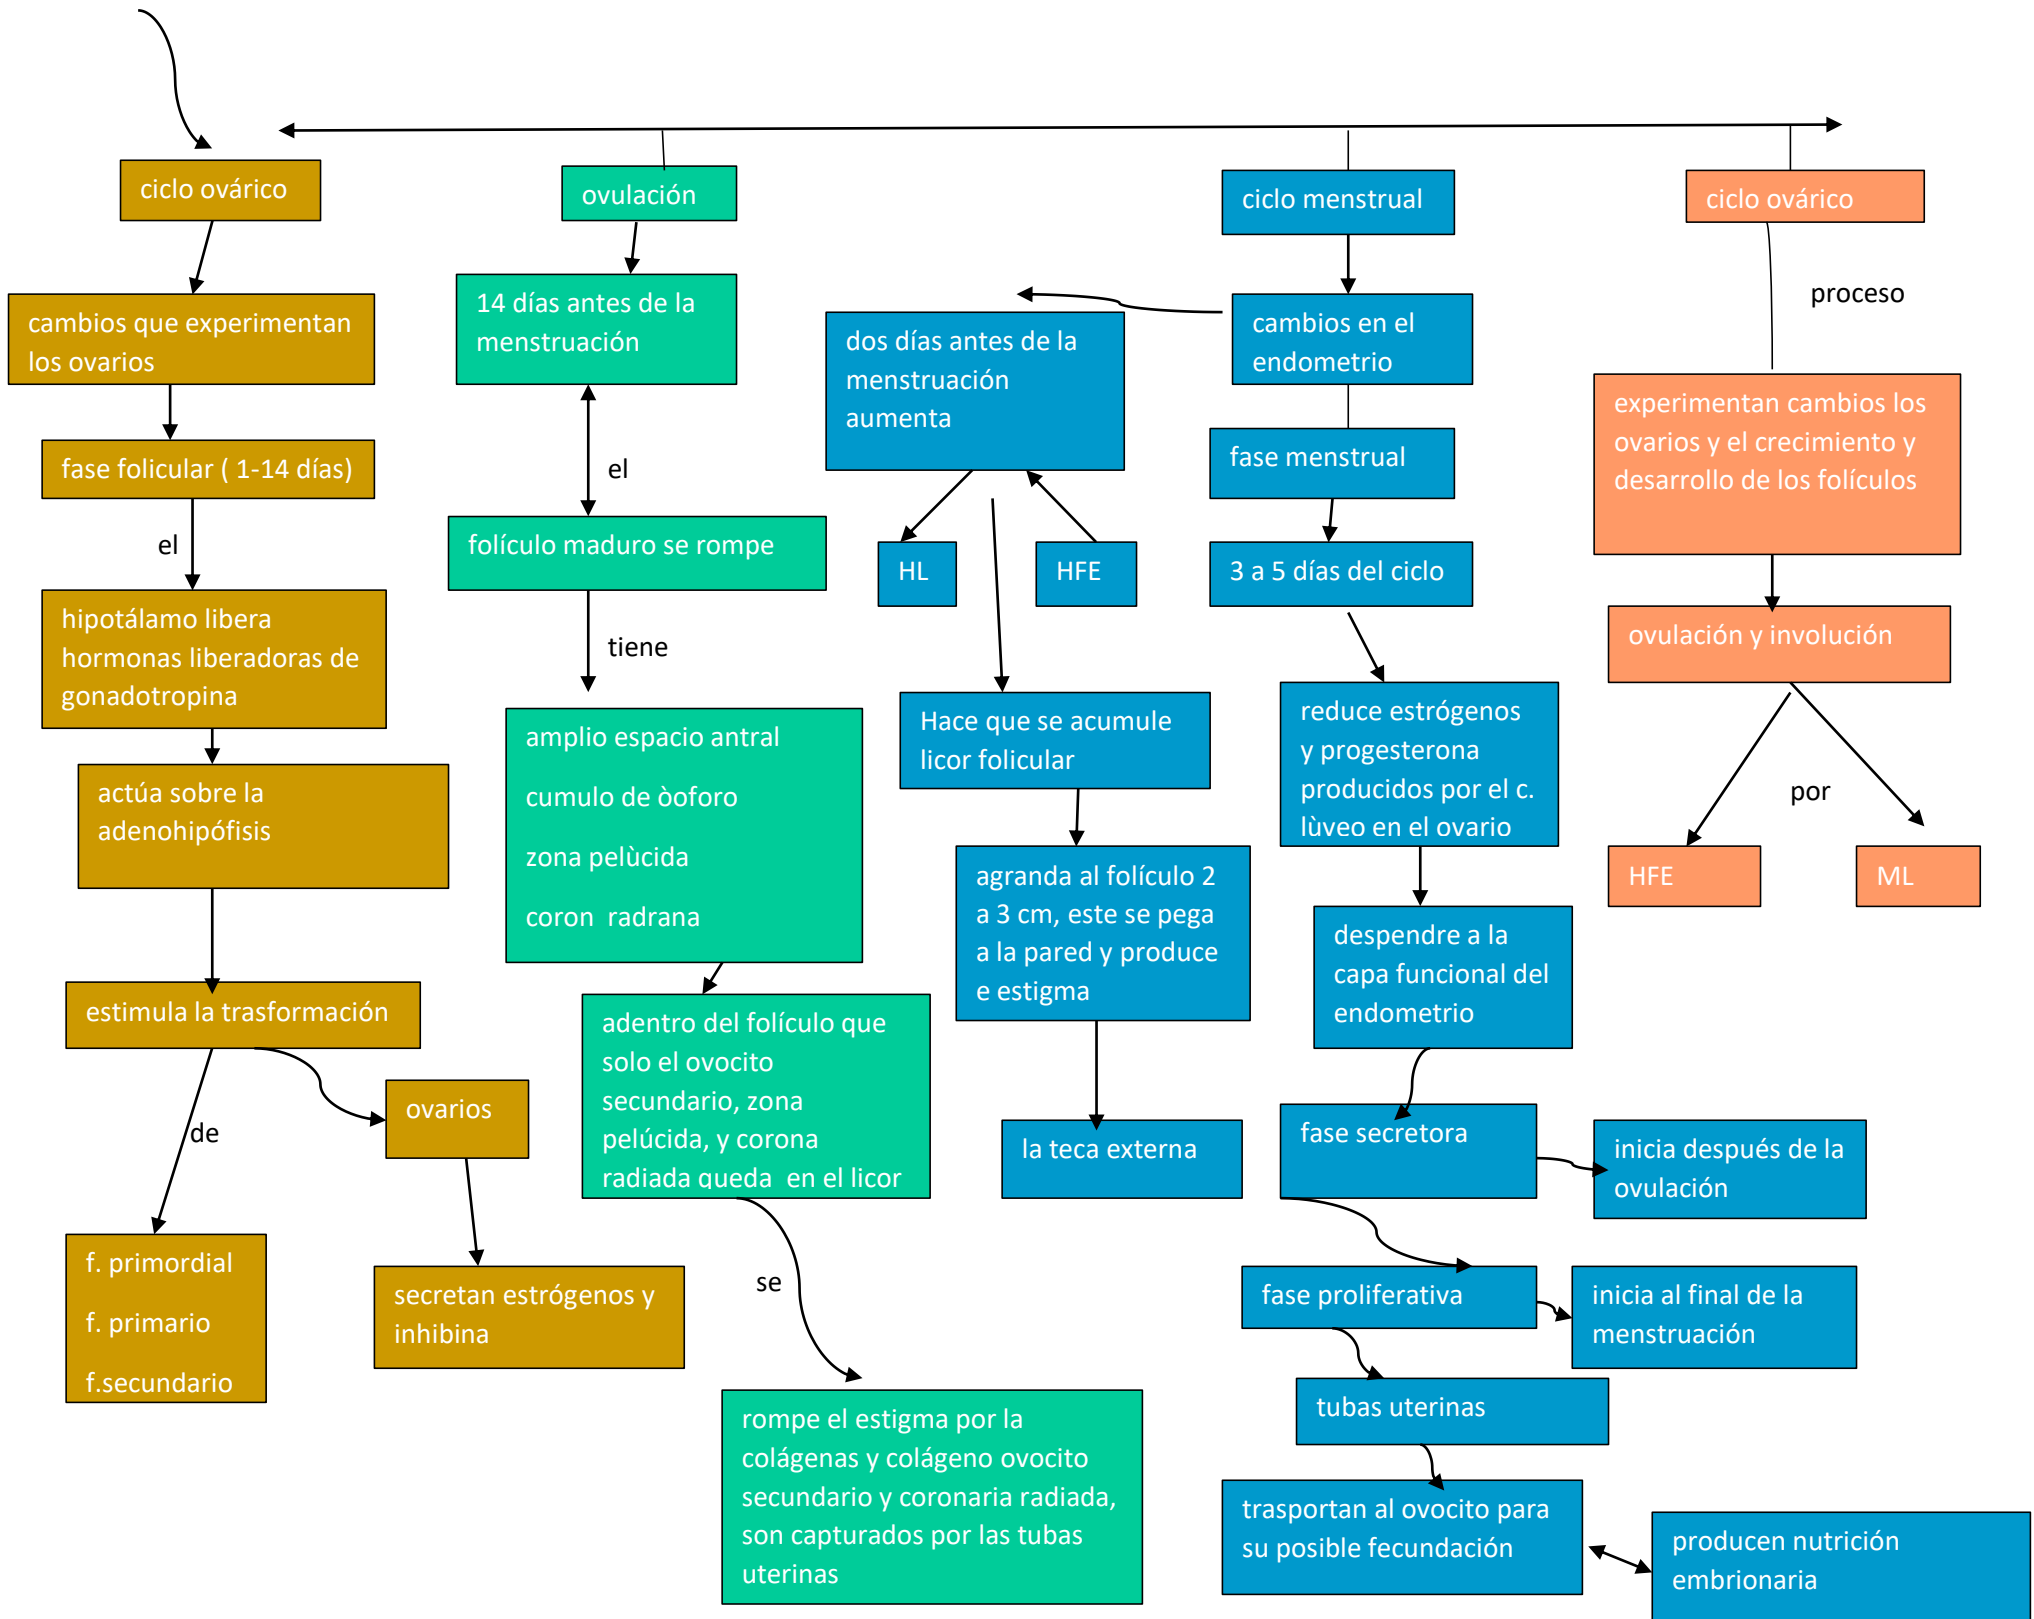 ciclo ovárico
cambios que experimentan
los ovarios
fase folicular ( 1-14 días)
el
hipotálamo libera
hormonas liberadoras de
gonadotropina
actúa sobre la
adenohipófisis
estimula la trasformación
de
ovarios
f. primordial
f. primario
f.secundario
secretan estrógenos y
inhibina
ovulación
14 días antes de la
menstruación
el
folículo maduro se rompe
tiene
amplio espacio antral
cumulo de òoforo
zona pelùcida
coron  radrana
adentro del folículo que
solo el ovocito
secundario, zona
pelúcida, y corona
radiada queda  en el licor
se
rompe el estigma por la
colágenas y colágeno ovocito
secundario y coronaria radiada,
son capturados por las tubas
uterinas
ciclo menstrual
cambios en el
endometrio
dos días antes de la
menstruación
aumenta
HL
HFE
Hace que se acumule
licor folicular
agranda al folículo 2
a 3 cm, este se pega
a la pared y produce
e estigma
la teca externa
fase menstrual
3 a 5 días del ciclo
reduce estrógenos
y progesterona
producidos por el c.
lùveo en el ovario
despendre a la
capa funcional del
endometrio
fase secretora
inicia después de la
ovulación
fase proliferativa
inicia al final de la
menstruación
tubas uterinas
trasportan al ovocito para
su posible fecundación
producen nutrición
embrionaria
ciclo ovárico
proceso
experimentan cambios los
ovarios y el crecimiento y
desarrollo de los folículos
ovulación y involución
por
HFE
ML